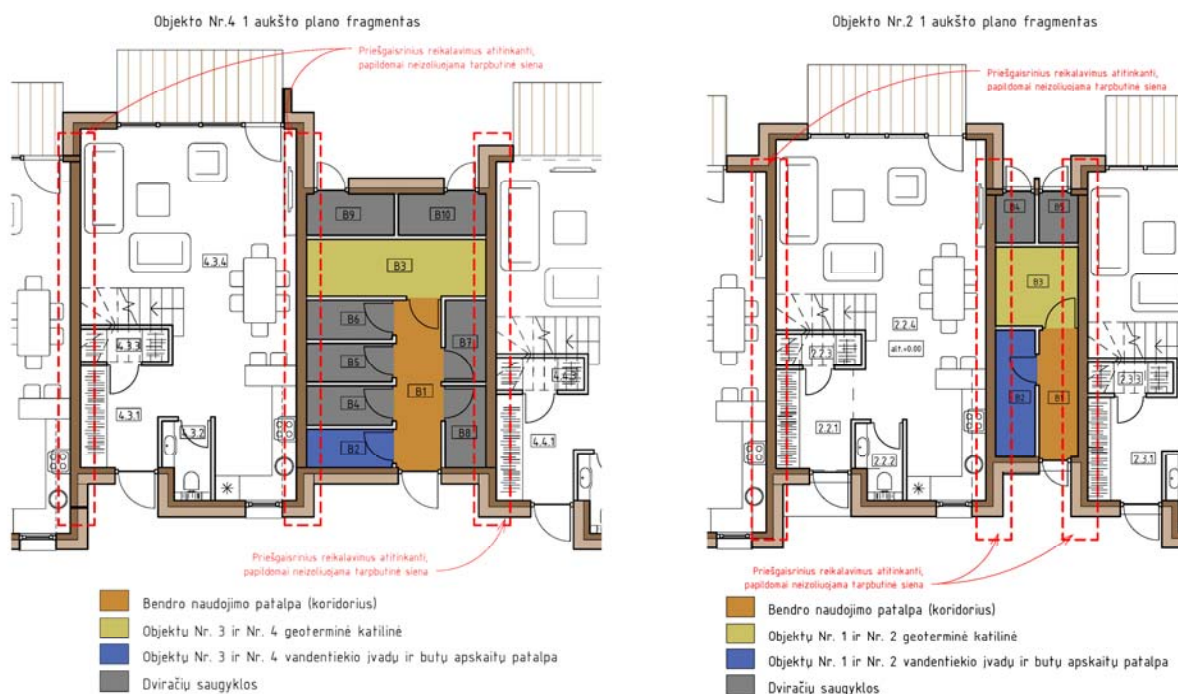 Objekto Nr.4 1 aukšto plano fragmentas
Priešgaisrinius reikalavimus atitinkanti,
papildomai neizoliuojama tarpbutinė siena
B9
B10
4.3.4
B3
B6
B7
4.3.3
B5
B1
B4
4.3.1
4.3.2
B2
B8
4.4.1
Priešgaisrinius reikalavimus atitinkanti,
papildomai neizoliuojama tarpbutinė siena
Bendro naudojimo patalpa (koridorius)
Objektų Nr. 3 ir Nr. 4 geoterminė katilinė
Objektų Nr. 3 ir Nr. 4 vandentiekio įvadų ir butų apskaitų patalpa
Dviračių saugyklos
Objekto Nr.2 1 aukšto plano fragmentas
Priešgaisrinius reikalavimus atitinkanti,
papildomai neizoliuojama tarpbutinė siena
B4
B5
B3
2.2.4
alt.+0.00
2.2.3
2.3.3
B2
B1
2.2.1
2.2.2
2.3.1
Priešgaisrinius reikalavimus atitinkanti,
papildomai neizoliuojama tarpbutinė siena
Bendro naudojimo patalpa (koridorius)
Objektų Nr. 1 ir Nr. 2 geoterminė katilinė
Objektų Nr. 1 ir Nr. 2 vandentiekio įvadų ir butų apskaitų patalpa
Dviračių saugyklos